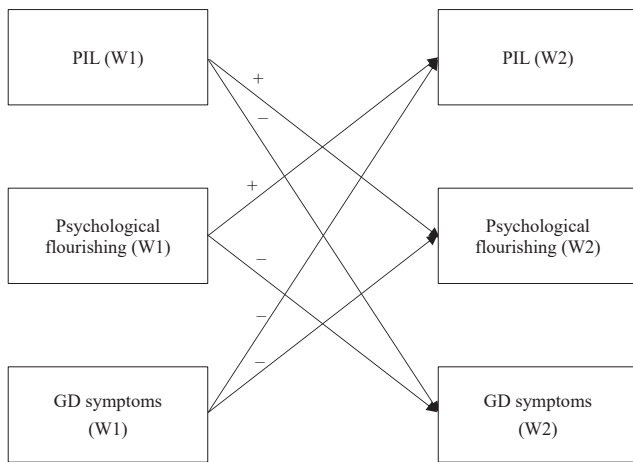 PIL (W1)
PIL (W2)
+
−
+
Psychological
flourishing (W1)
Psychological
flourishing (W2)
−
−
−
GD symptoms
(W1)
GD symptoms
(W2)